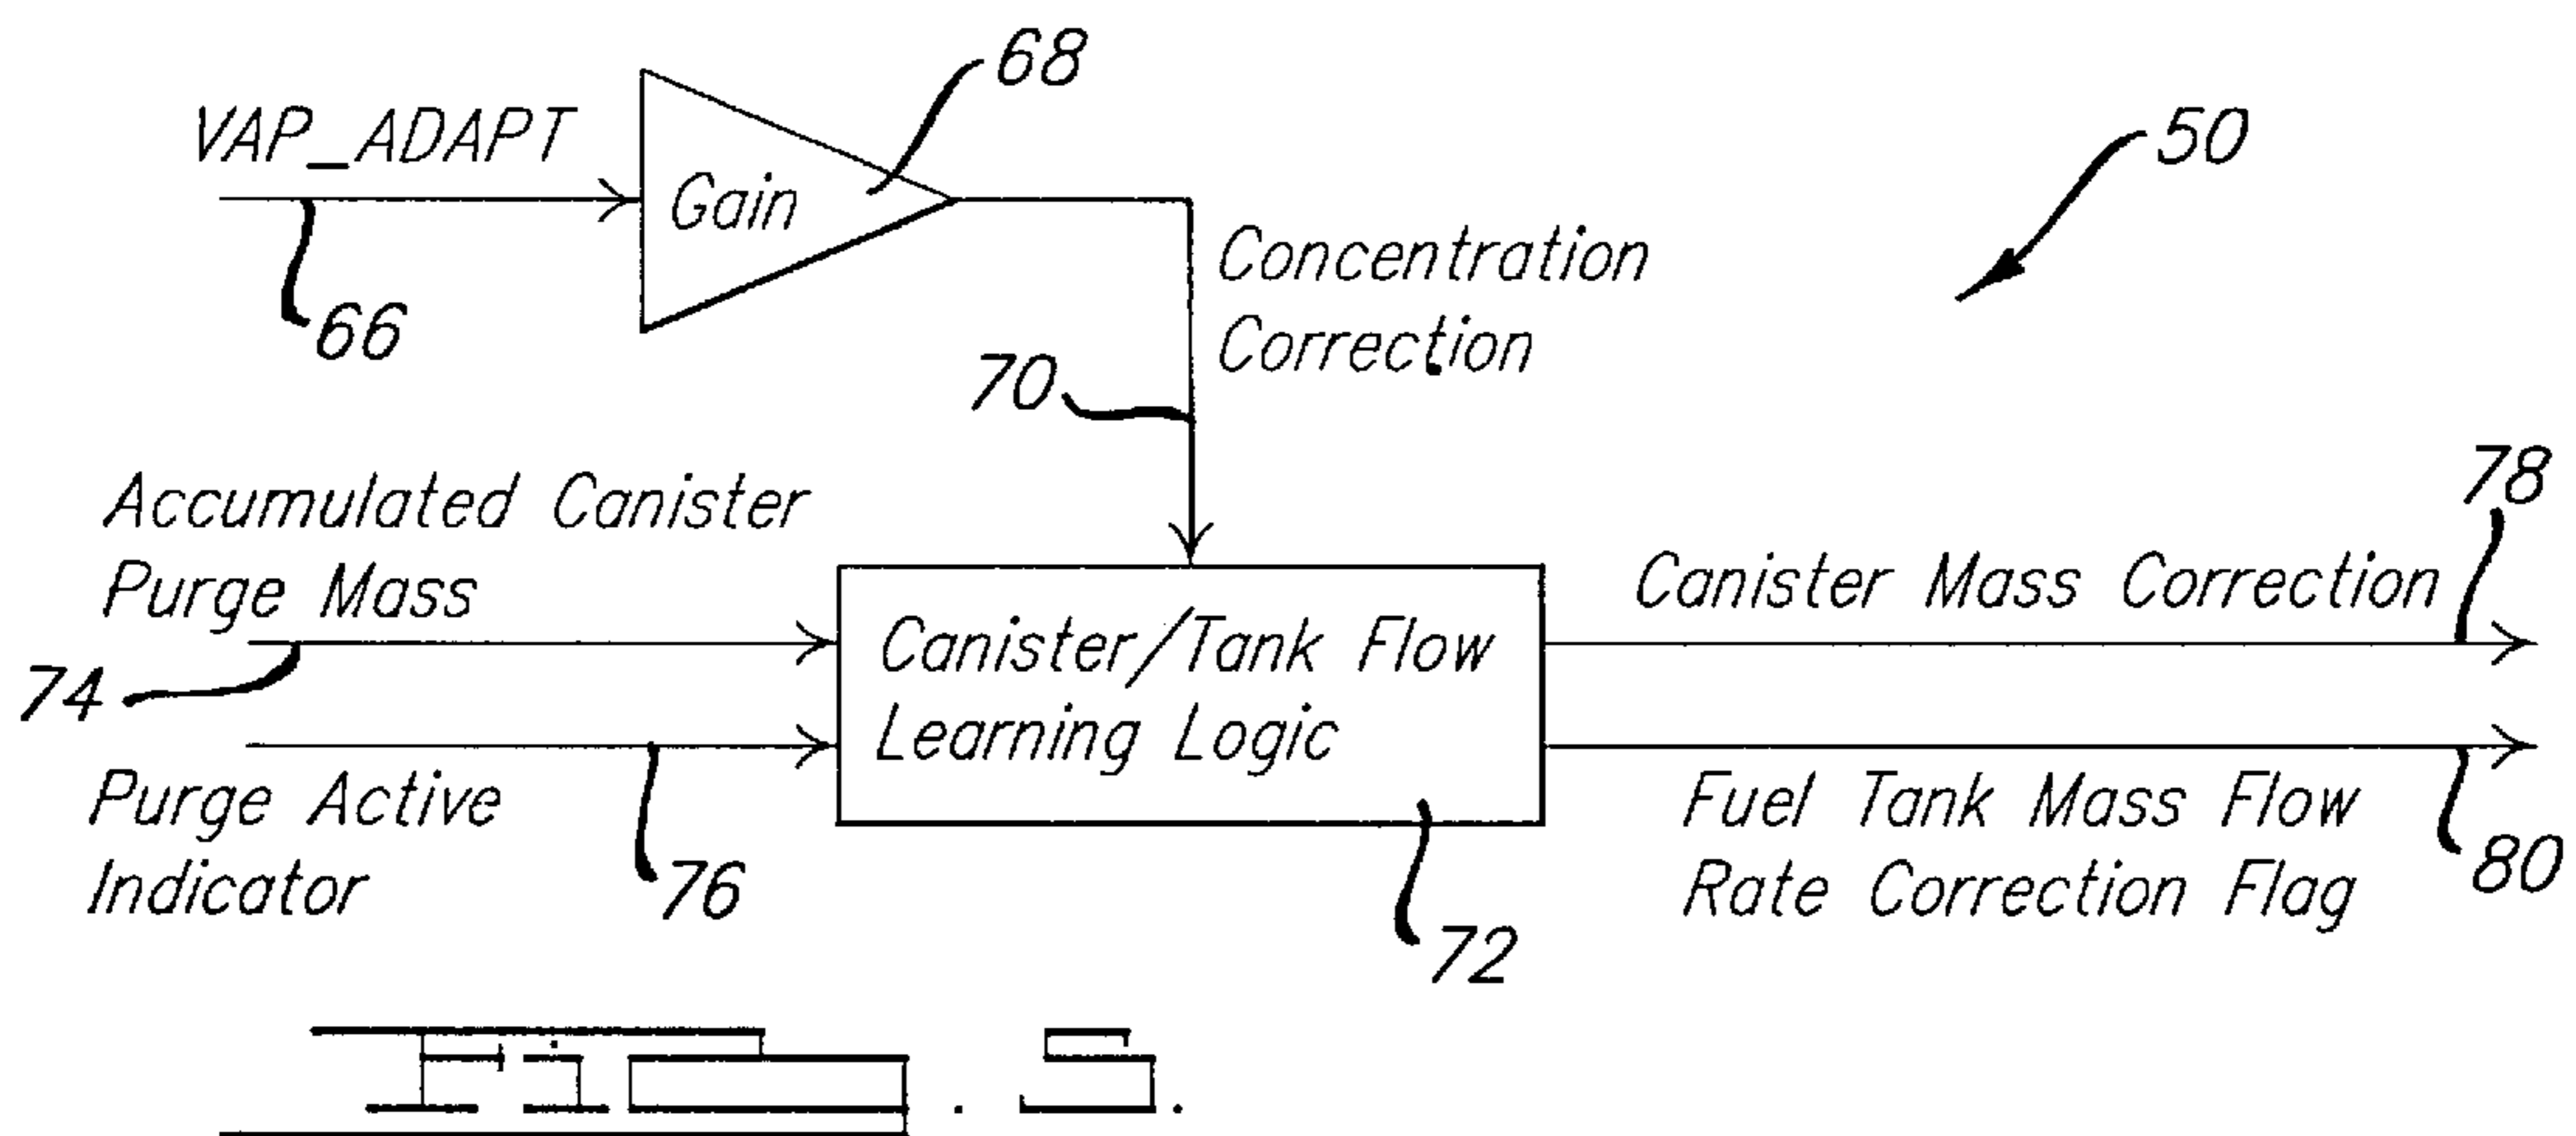 68
VAP_ADAPT
50
Gain
66
Concentration
Correction
70
Accumulated Canister
Purge Mass
78
Canister Mass Correction
74
Canister/Tank Flow
Learning Logic
Purge Active
Indicator
76
Fuel Tank Mass Flow
Rate Correction Flag
80
72
Fig. 5.